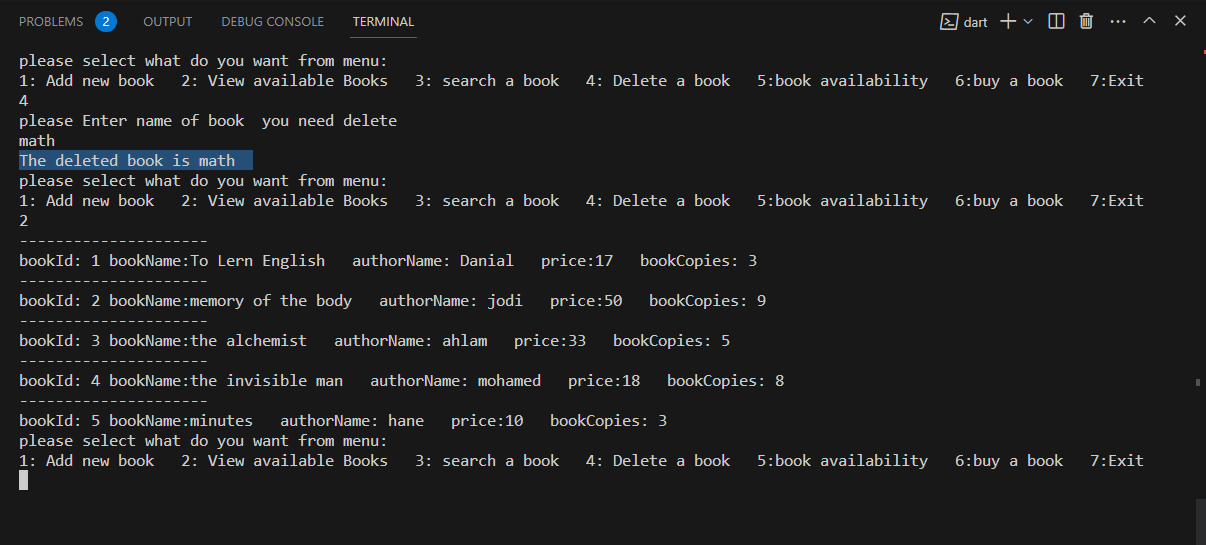 PROBLEMS 2 OUTPUT DEBUG CONSOLE TERMINAL dart
please select what do you want from menu:
1: Add new book   2: View available Books   3: search a book   4: Delete a book   5:book availability   6:buy a book   7:Exit
4
please Enter name of book  you need delete
math
The deleted book is math
please select what do you want from menu:
1: Add new book   2: View available Books   3: search a book   4: Delete a book   5:book availability   6:buy a book   7:Exit
2
---------------------
bookId: 1 bookName:To Lern English   authorName: Danial   price:17   bookCopies: 3
---------------------
bookId: 2 bookName:memory of the body   authorName: jodi   price:50   bookCopies: 9
---------------------
bookId: 3 bookName:the alchemist   authorName: ahlam   price:33   bookCopies: 5
---------------------
bookId: 4 bookName:the invisible man   authorName: mohamed   price:18   bookCopies: 8
---------------------
bookId: 5 bookName:minutes   authorName: hane   price:10   bookCopies: 3
please select what do you want from menu:
1: Add new book   2: View available Books   3: search a book   4: Delete a book   5:book availability   6:buy a book   7:Exit